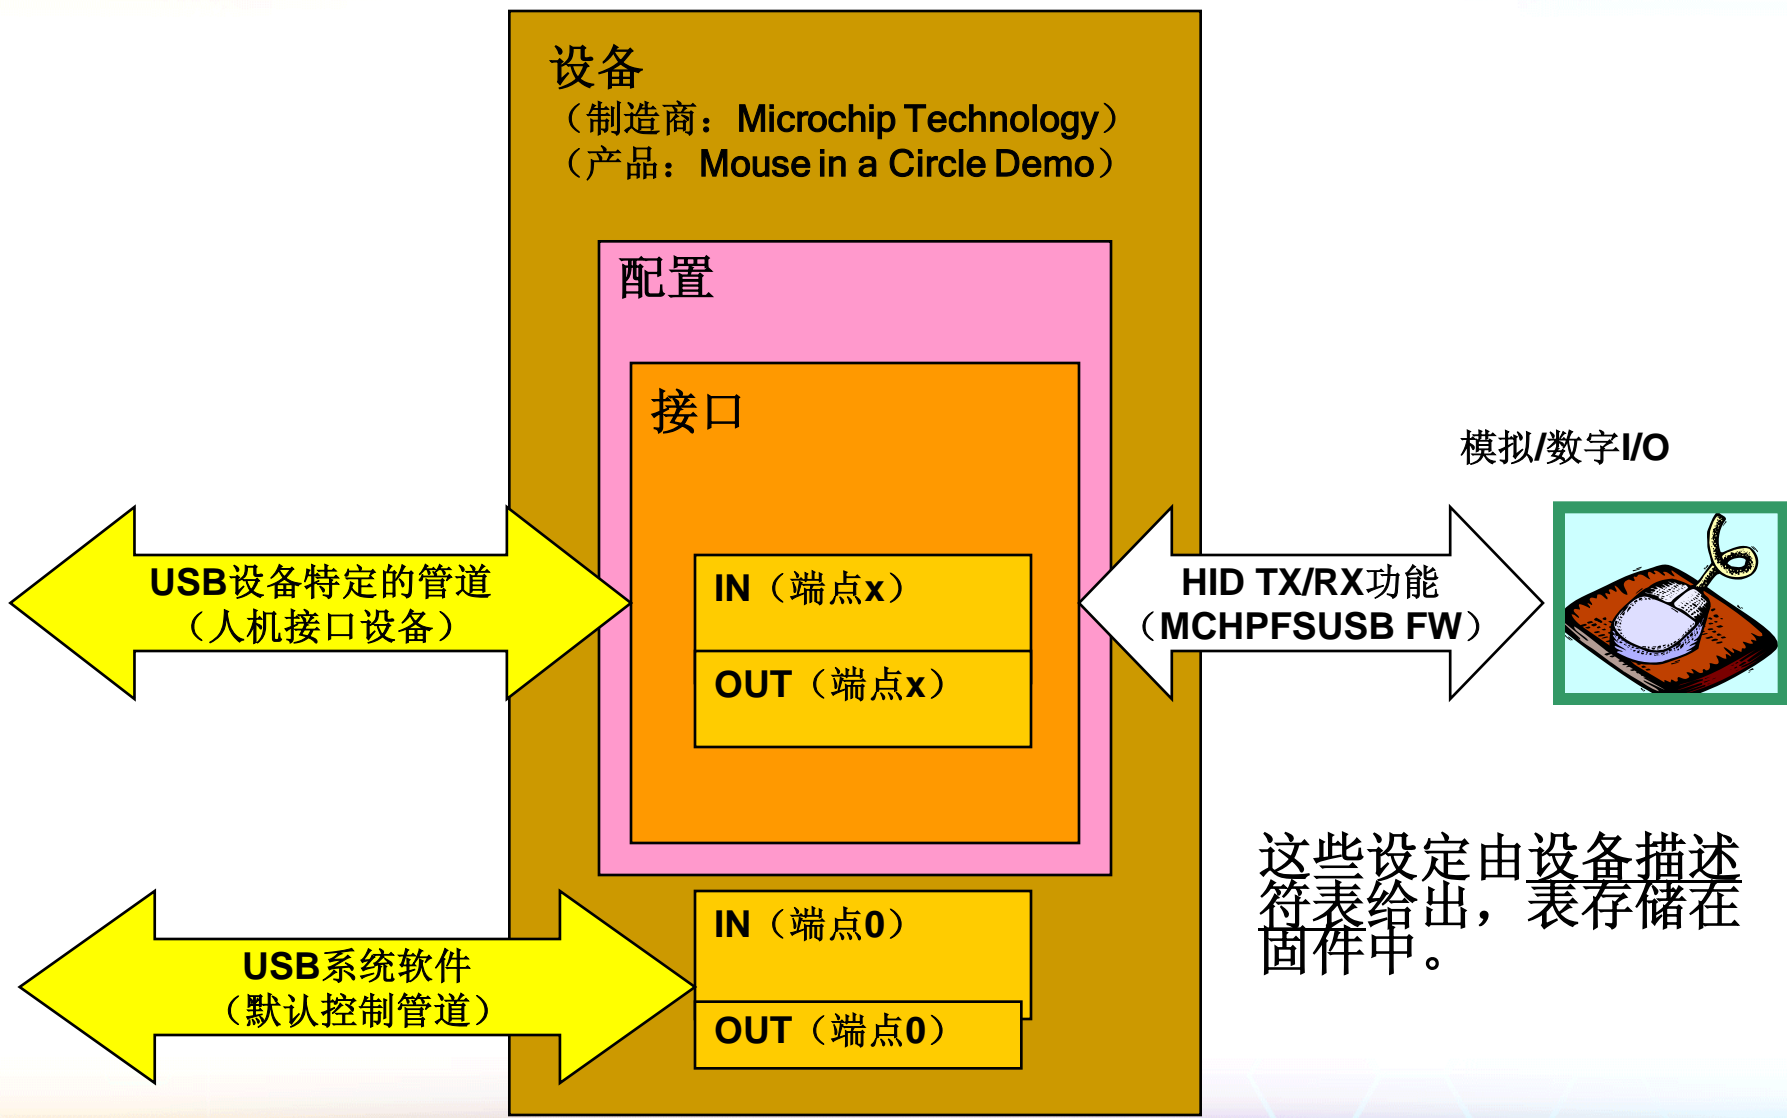 设备
（制造商：Microchip Technology）
（产品：Mouse in a Circle Demo）
配置
接口
模拟/数字I/O
USB设备特定的管道
（人机接口设备）
IN（端点x）
OUT（端点x）
HID TX/RX功能
（MCHPFSUSB FW）
这些设定由设备描述
符表给出，表存储在
固件中。
USB系统软件
（默认控制管道）
IN（端点0）
OUT（端点0）